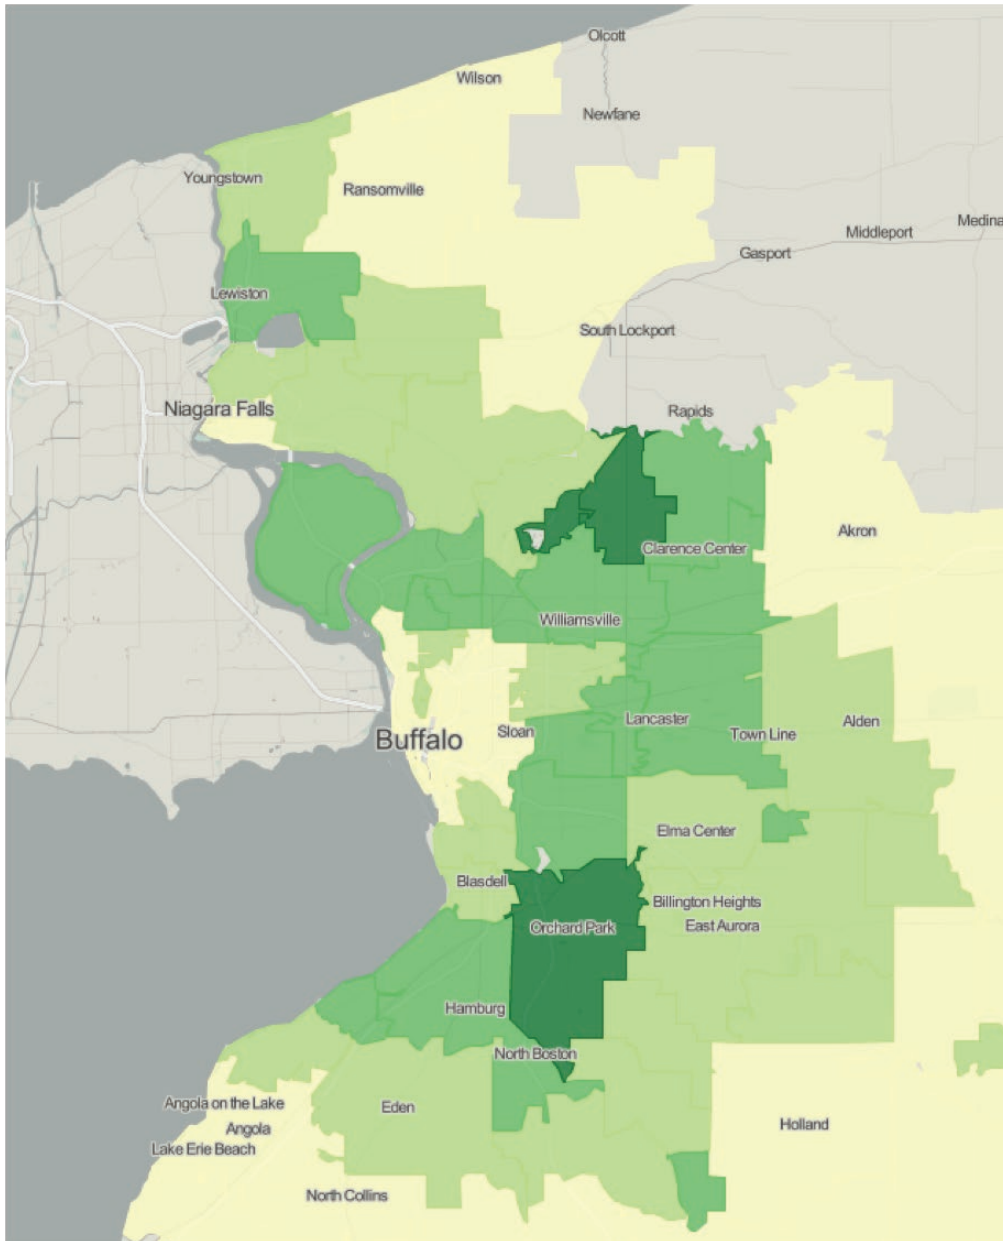 Olcott
Wilson
Newfane
Youngstown
Ransomville
Medina
Middleport
Gasport
Lewiston
South Lockport
Niagara Falls
Rapids
Akron
Clarence Center
Williamsville
Lancaster
Alden
Sloan
Town Line
Buffalo
Elma Center
Blasdell
Billington Heights
Orchard Park
East Aurora
Hamburg
North Boston
Angola on the Lake
Eden
Angola
Holland
Lake Erie Beach
North Collins